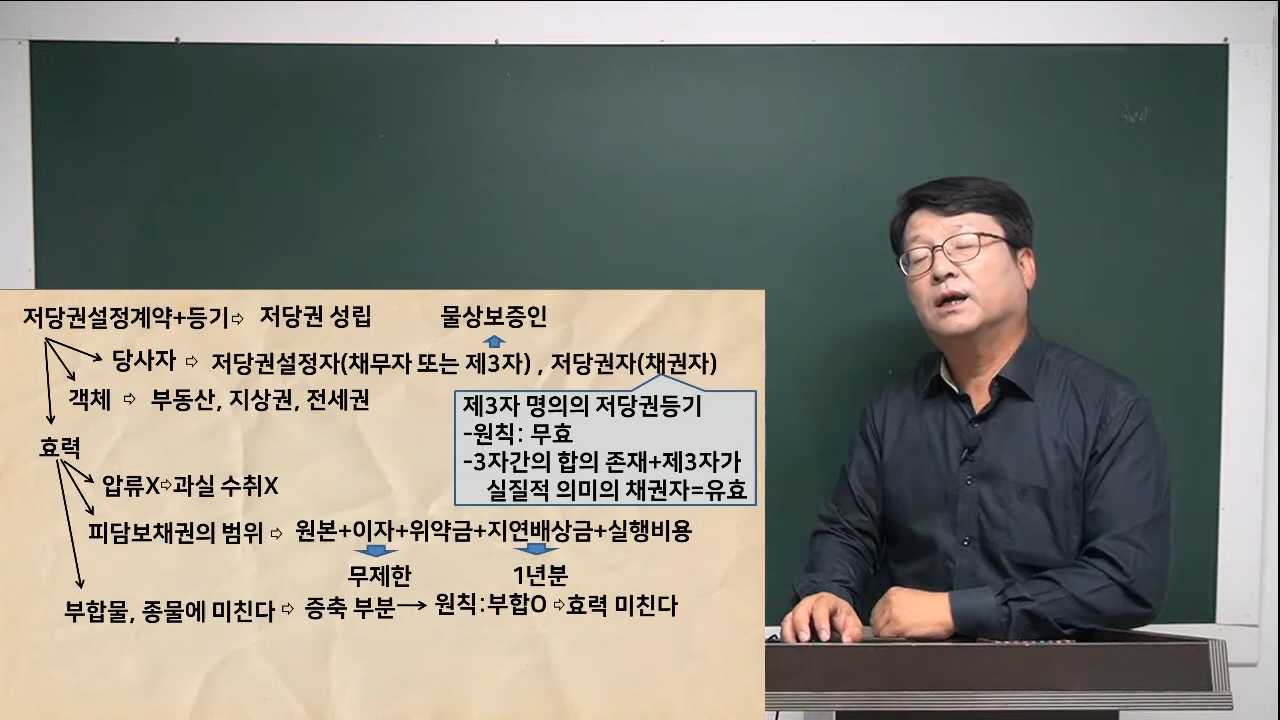 저당권설정계약+등기⇨ 저당권 성립 물상보증인
당사자 ⇨ 저당권설정자(채무자 또는 제3자) , 저당권자(채권자)
객체 ⇨ 부동산, 지상권, 전세권
제3자 명의의 저당권등기
-원칙: 무효
-3자간의 합의 존재+제3자가
실질적 의미의 채권자=유효
효력
압류X⇨과실 수취X
피담보채권의 범위 ⇨ 원본+이자+위약금+지연배상금+실행비용
무제한 1년분
부합물, 종물에 미친다 ⇨ 증축 부분→ 원칙:부합O ⇨효력 미친다